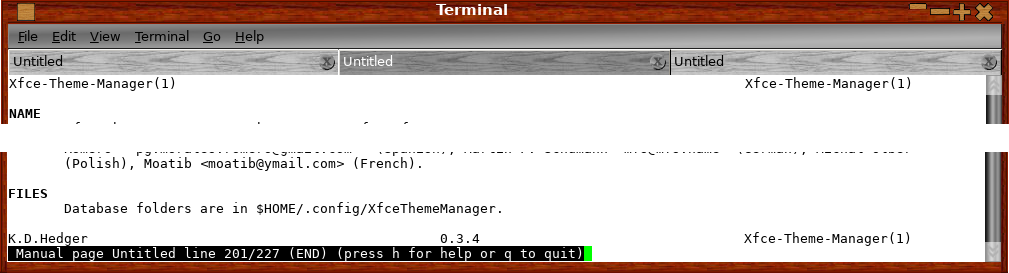 Terminal
File Edit View Terminal Go Help
Untitled Untitled Untitled
Xfce-Theme-Manager(1) Xfce-Theme-Manager(1)
NAME
(Polish), Moatib <moatib@ymail.com> (French).
FILES
Database folders are in $HOME/.config/XfceThemeManager.
K.D.Hedger 0.3.4 Xfce-Theme-Manager(1)
Manual page Untitled line 201/227 (END) (press h for help or q to quit)